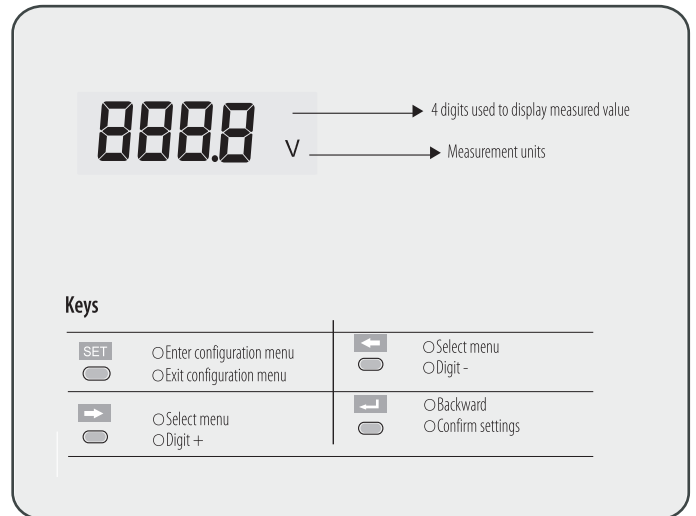 888.8
4 digits used to display measured value
V
Measurement units
Keys
SET
Enter configuration menu
Exit configuration menu
Select menu
Digit -
Select menu
Digit +
Backward
Confirm settings